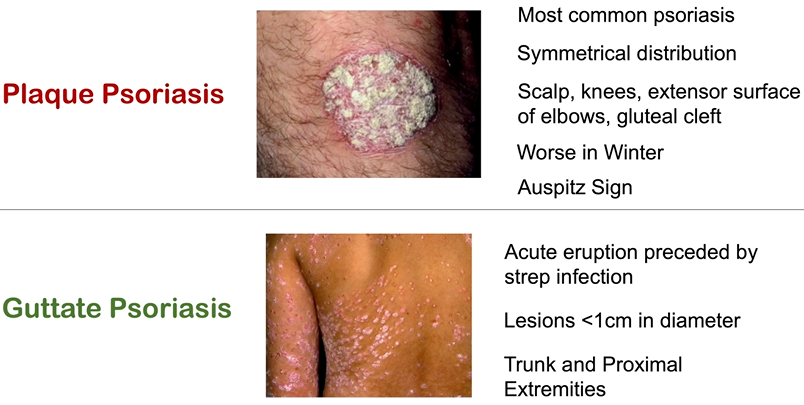 Plaque Psoriasis
Most common psoriasis
Symmetrical distribution
Scalp, knees, extensor surface
of elbows, gluteal cleft
Worse in Winter
Auspitz Sign
Guttate Psoriasis
Acute eruption preceded by
strep infection
Lesions <1cm in diameter
Trunk and Proximal
Extremities